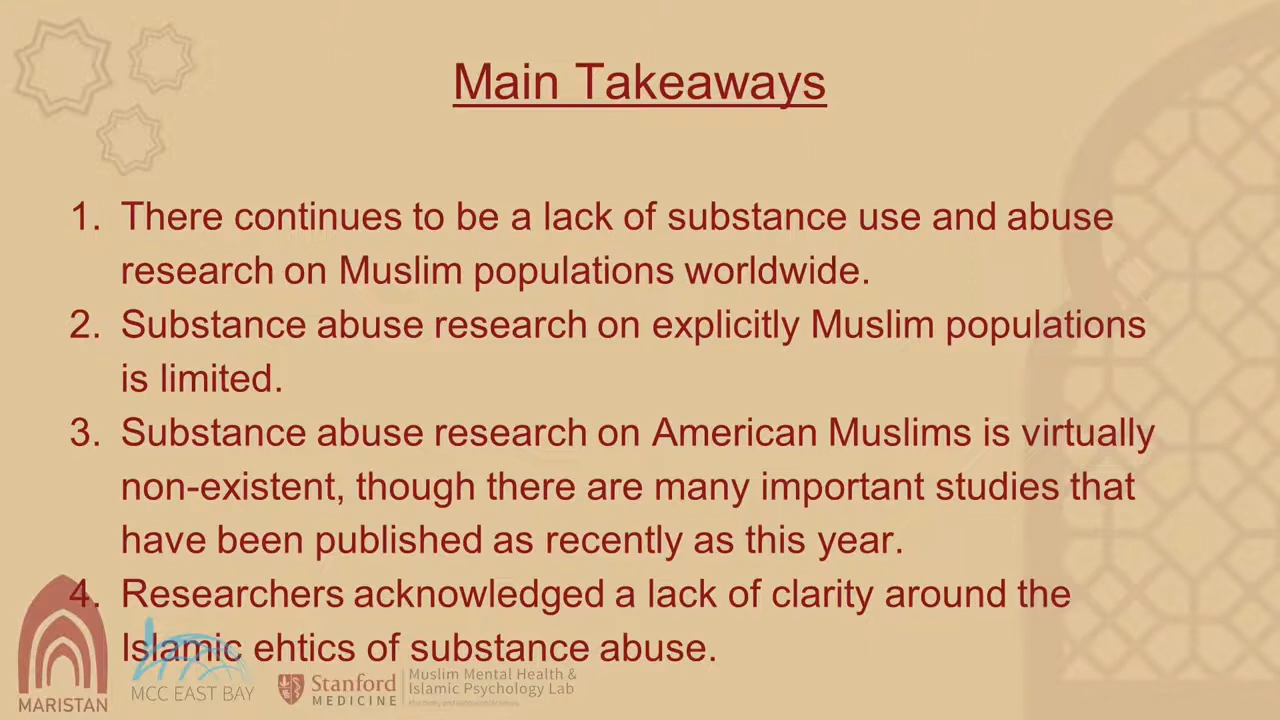 Main Takeaways
1. There continues to be a lack of substance use and abuse
research on Muslim populations worldwide.
2. Substance abuse research on explicitly Muslim populations
is limited.
3. Substance abuse research on American Muslims is virtually
non-existent, though there are many important studies that
have been published as recently as this year.
4. Researchers acknowledged a lack of clarity around the
Islamic ehtics of substance abuse.
MARISTAN
MCC EAST BAY
Stanford
MEDICINE
Muslim Mental Health &
Islamic Psychology Lab